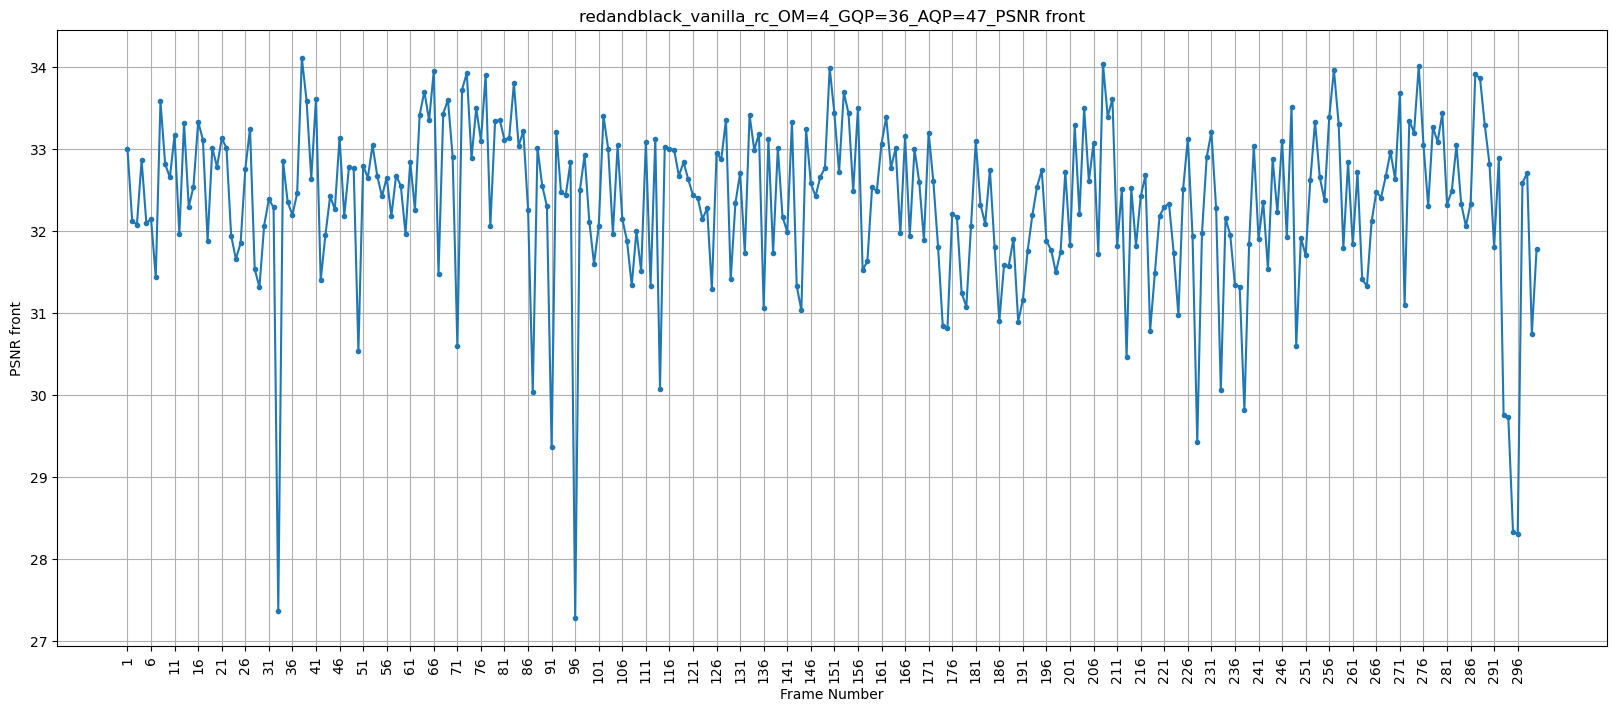 redandblack_vanilla_rc_OM=4_GQP=36_AQP=47_PSNR front
PSNR front
34
33
32
31
30
29
28
27
1 6 11 16 21 26 31 36 41 46 51 56 61 66 71 76 81 86 91 96 101 106 111 116 121 126 131 136 141 146 151 156 161 166 171 176 181 186 191 196 201 206 211 216 221 226 231 236 241 246 251 256 261 266 271 276 281 286 291 296
Frame Number